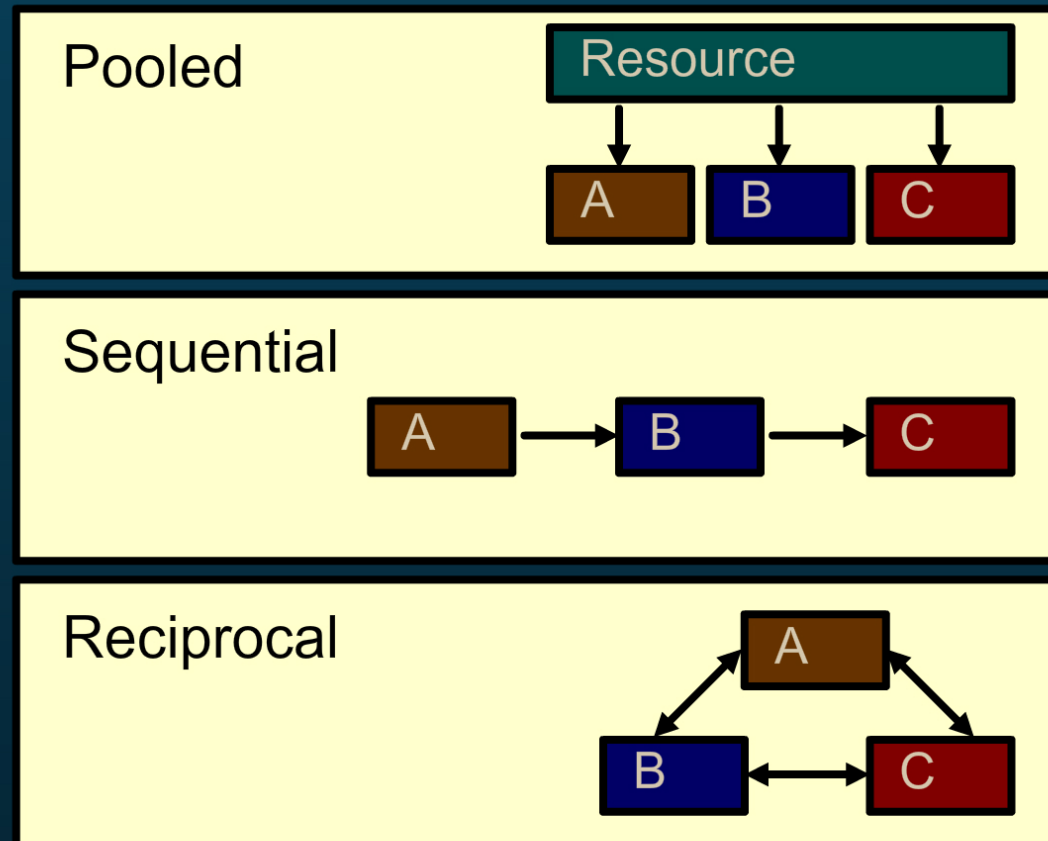 Pooled
Resource
A B C
Sequential
A B C
Reciprocal
A
B C